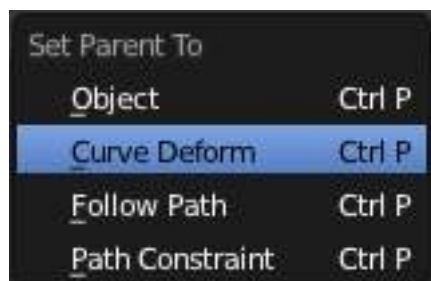 Set Parent To
Object Ctrl P
Curve Deform Ctrl P
Follow Path Ctrl P
Path Constraint Ctrl P